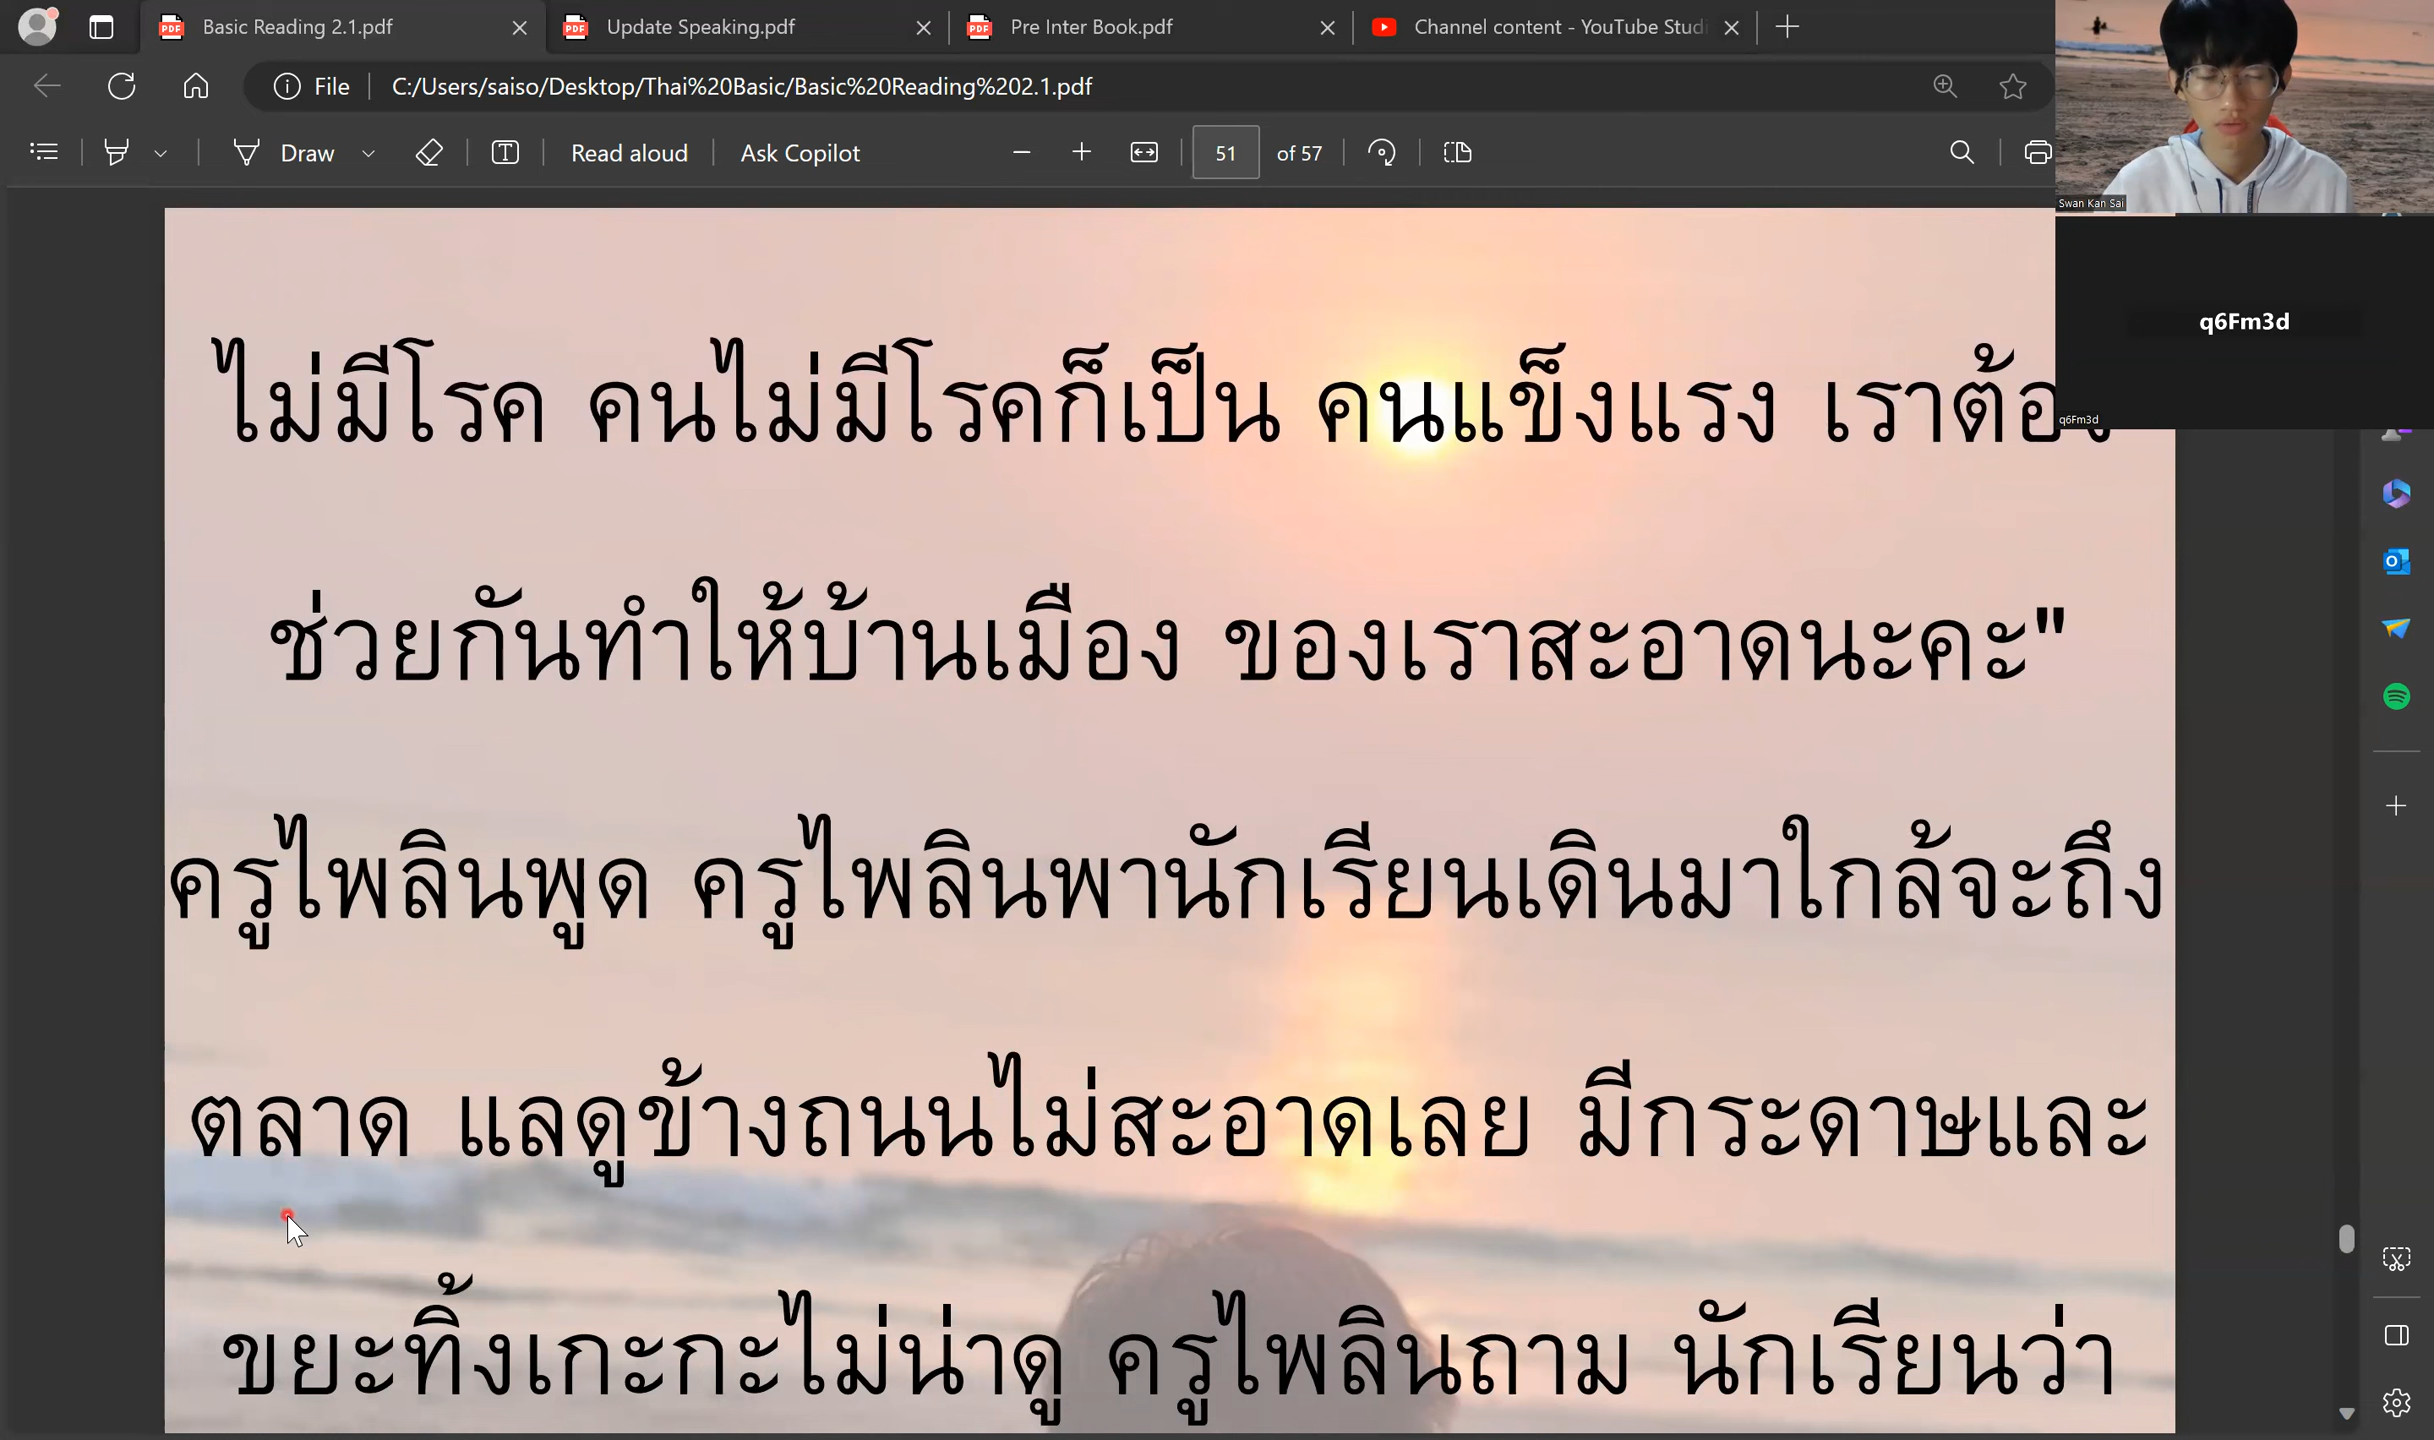 Basic Reading 2.1.pdf
Update Speaking.pdf
Pre Inter Book.pdf
Channel content - YouTube Studi
File
C:/Users/saiso/Desktop/Thai%20Basic/Basic%20Reading%202.1.pdf
Draw
Read aloud
Ask Copilot
51 of 57
Swan Kan Sai
q6Fm3d
q6Fm3d
ไม่มีโรค คนไม่มีโรคก็เป็น คนแข็งแรง เราต้อง
ช่วยกันทำให้บ้านเมือง ของเราสะอาดนะคะ"
ครูไพลินพูด ครูไพลินพานักเรียนเดินมาใกล้จะถึง
ตลาด แลดูข้างถนนไม่สะอาดเลย มีกระดาษและ
ขยะทิ้งเกะกะไม่น่าดู ครูไพลินถาม นักเรียนว่า